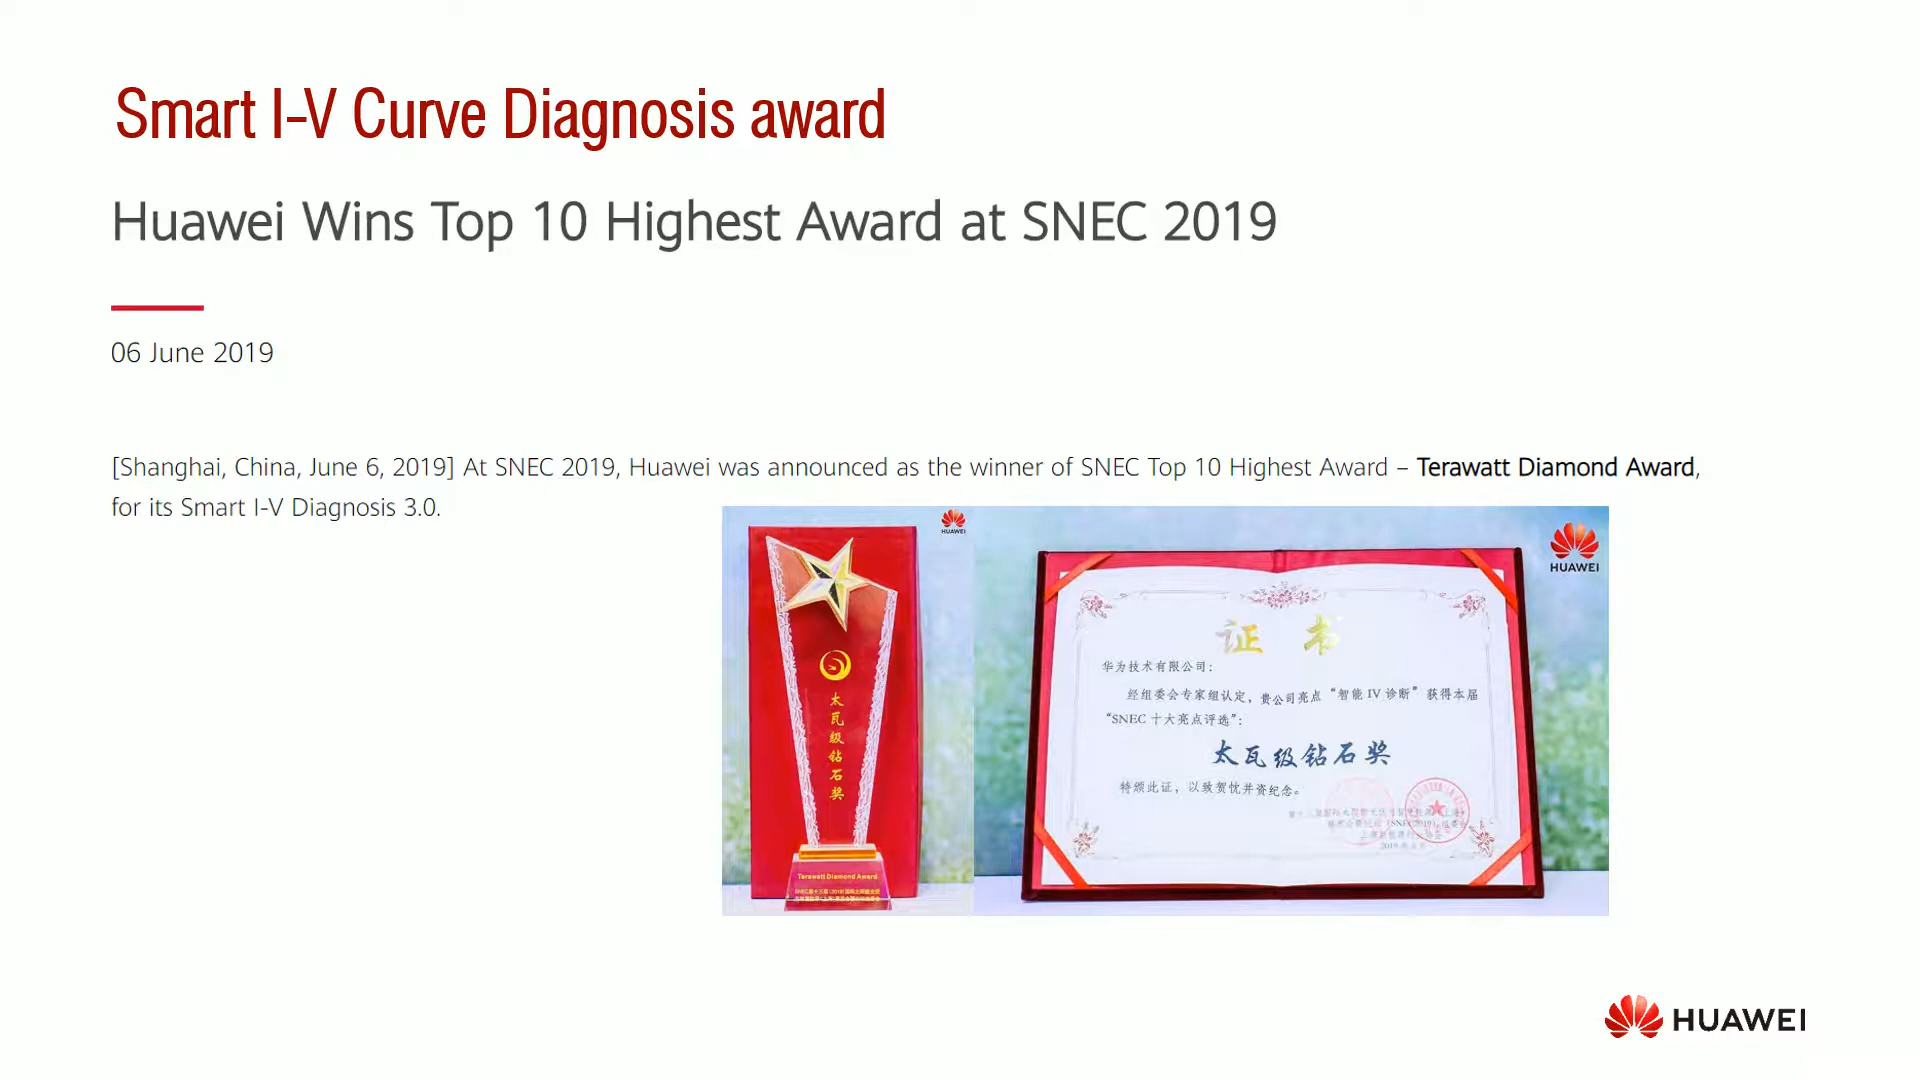 Smart I-V Curve Diagnosis award
Huawei Wins Top 10 Highest Award at SNEC 2019
06 June 2019
[Shanghai, China, June 6, 2019] At SNEC 2019, Huawei was announced as the winner of SNEC Top 10 Highest Award – Terawatt Diamond Award,
for its Smart I-V Diagnosis 3.0.
HUAWEI
太瓦级钻石奖
Terawatt Diamond Award
HUAWEI
证书
华为技术有限公司：
经组委会专家组认定，贵公司亮点“智能 IV 诊断”获得本届
“SNEC 十大亮点评选”：
太瓦级钻石奖
特颁此证，以致贺忱并资纪念。
HUAWEI